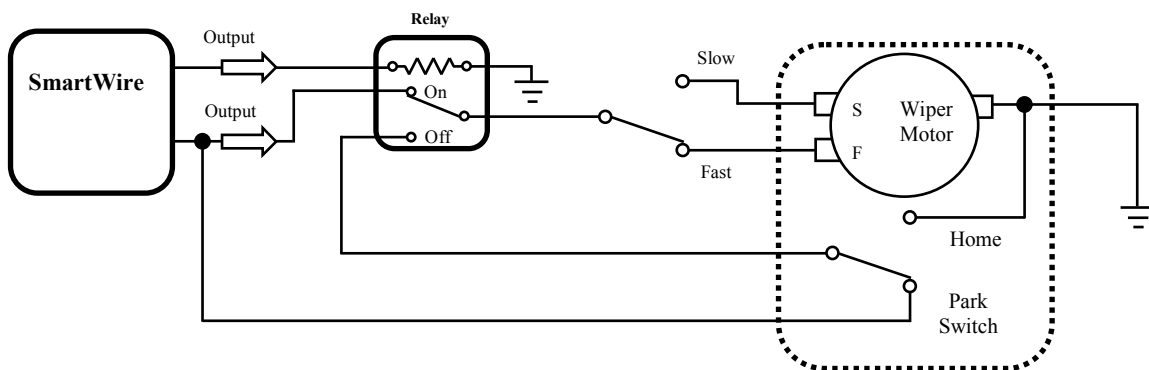 Relay
Output
SmartWire
Output
On
Off
Slow
Fast
S
F
Wiper
Motor
Home
Park
Switch